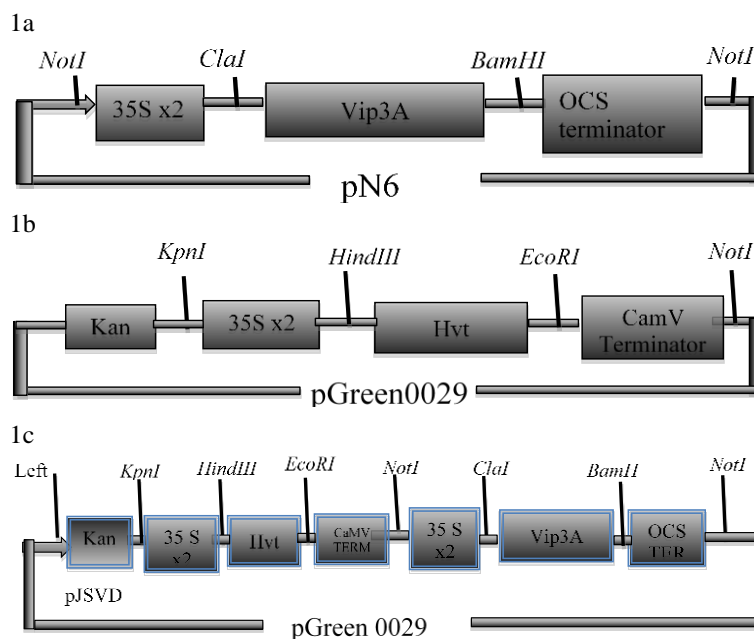 1a
NotI
ClaI
BamHI
NotI
35S x2
Vip3A
OCS
terminator
pN6
1b
KpnI
HindIII
EcoRI
NotI
Kan
35S x2
Hvt
CamV
Terminator
pGreen0029
1c
Left
KpnI
HindIII
EcoRI
NotI
ClaI
BamII
NotI
Kan
35 S
x2
Hvt
CaMV
TERM
35 S
x2
Vip3A
OCS
TER
pJSVD
pGreen 0029